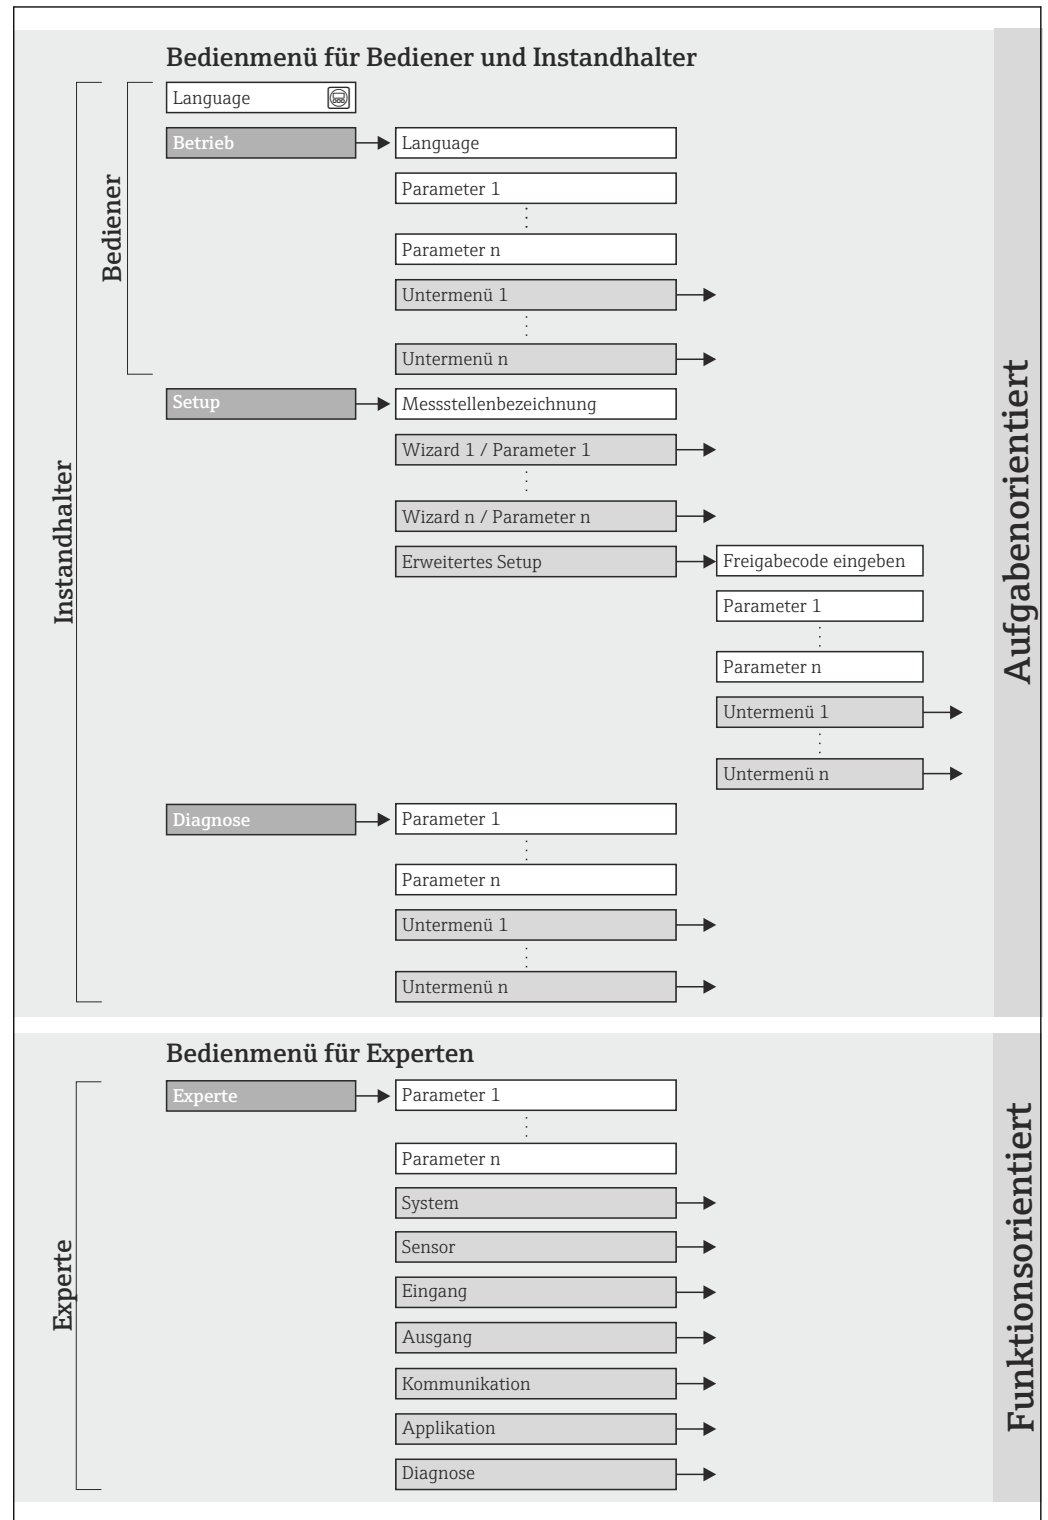 Bedienmenü für Bediener und Instandhalter
Language
Betrieb
Language
Parameter 1
Parameter n
Untermenü 1
Untermenü n
Bediener
Setup
Messstellenbezeichnung
Wizard 1 / Parameter 1
Wizard n / Parameter n
Erweitertes Setup
Freigabecode eingeben
Parameter 1
Parameter n
Untermenü 1
Untermenü n
Instandhalter
Aufgabenorientiert
Diagnose
Parameter 1
Parameter n
Untermenü 1
Untermenü n
Bedienmenü für Experten
Experte
Parameter 1
Parameter n
System
Sensor
Eingang
Ausgang
Kommunikation
Applikation
Diagnose
Experte
Funktionsorientiert